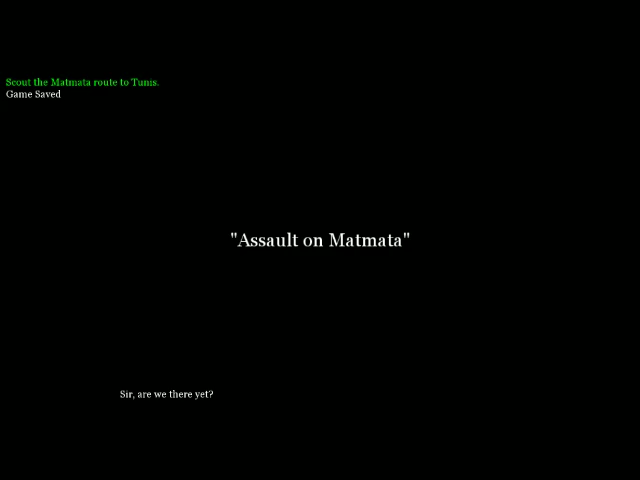 Scout the Matmata route to Tunis.
Game Saved
"Assault on Matmata"
Sir, are we there yet?